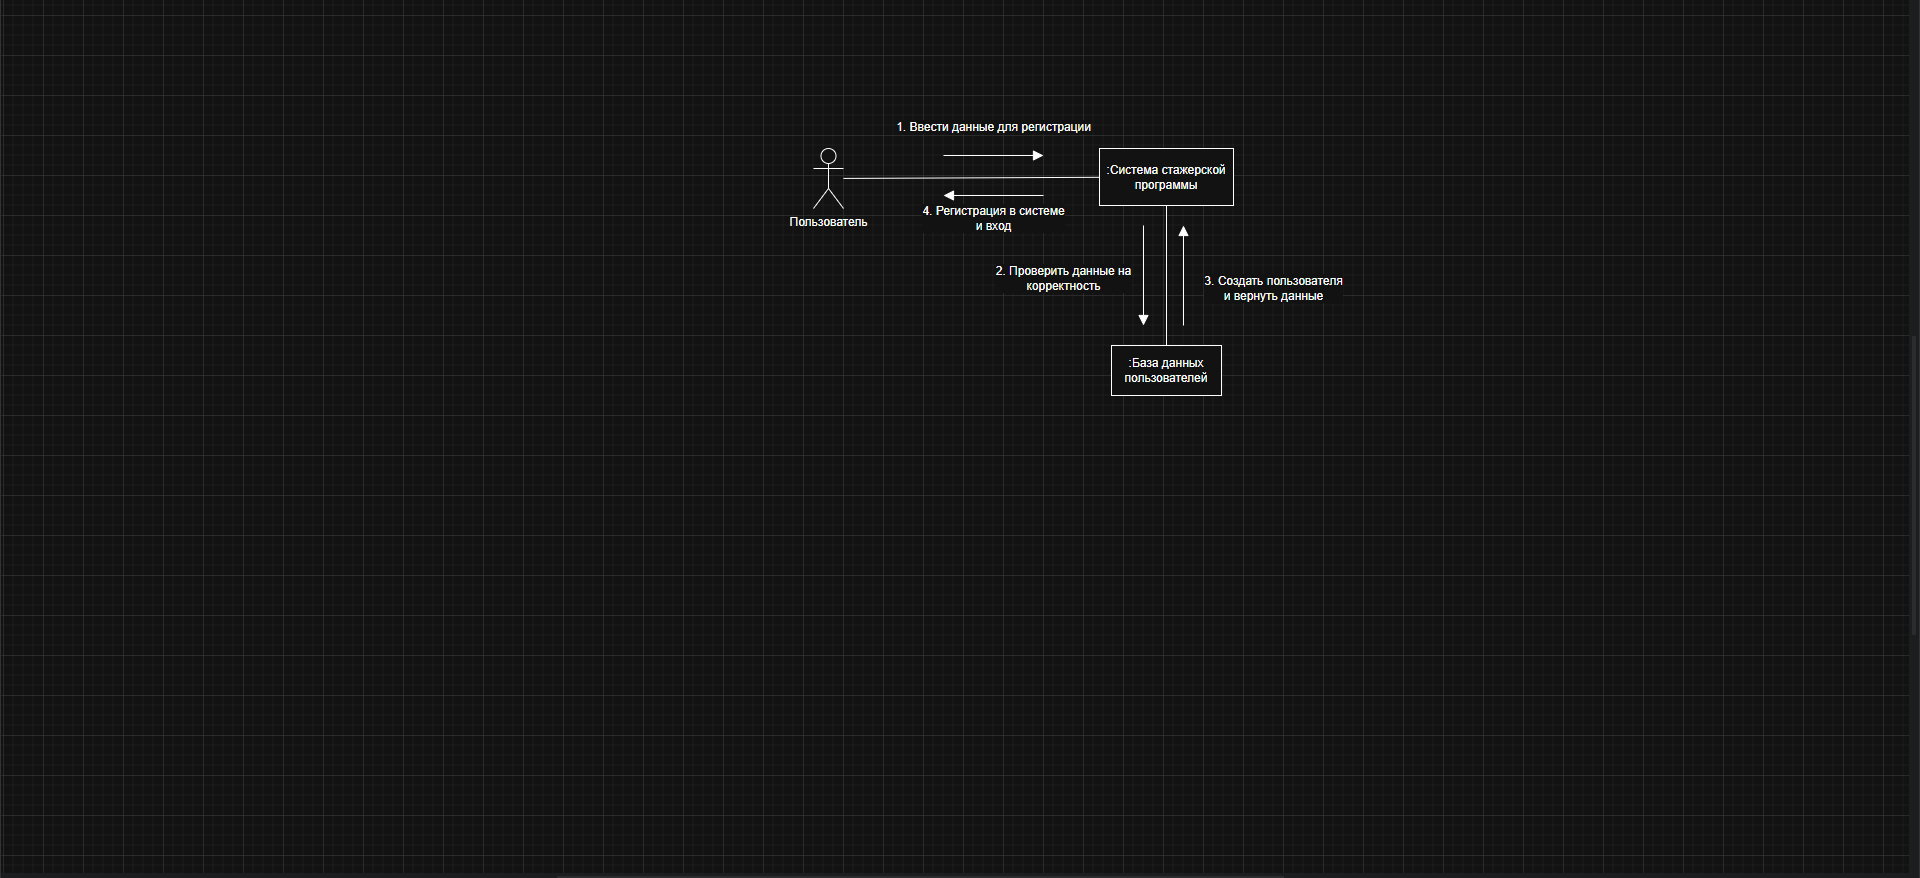 1. Ввести данные для регистрации
:Система стажерской
программы
Пользователь
4. Регистрация в системе
и вход
2. Проверить данные на
корректность
3. Создать пользователя
и вернуть данные
:База данных
пользователей